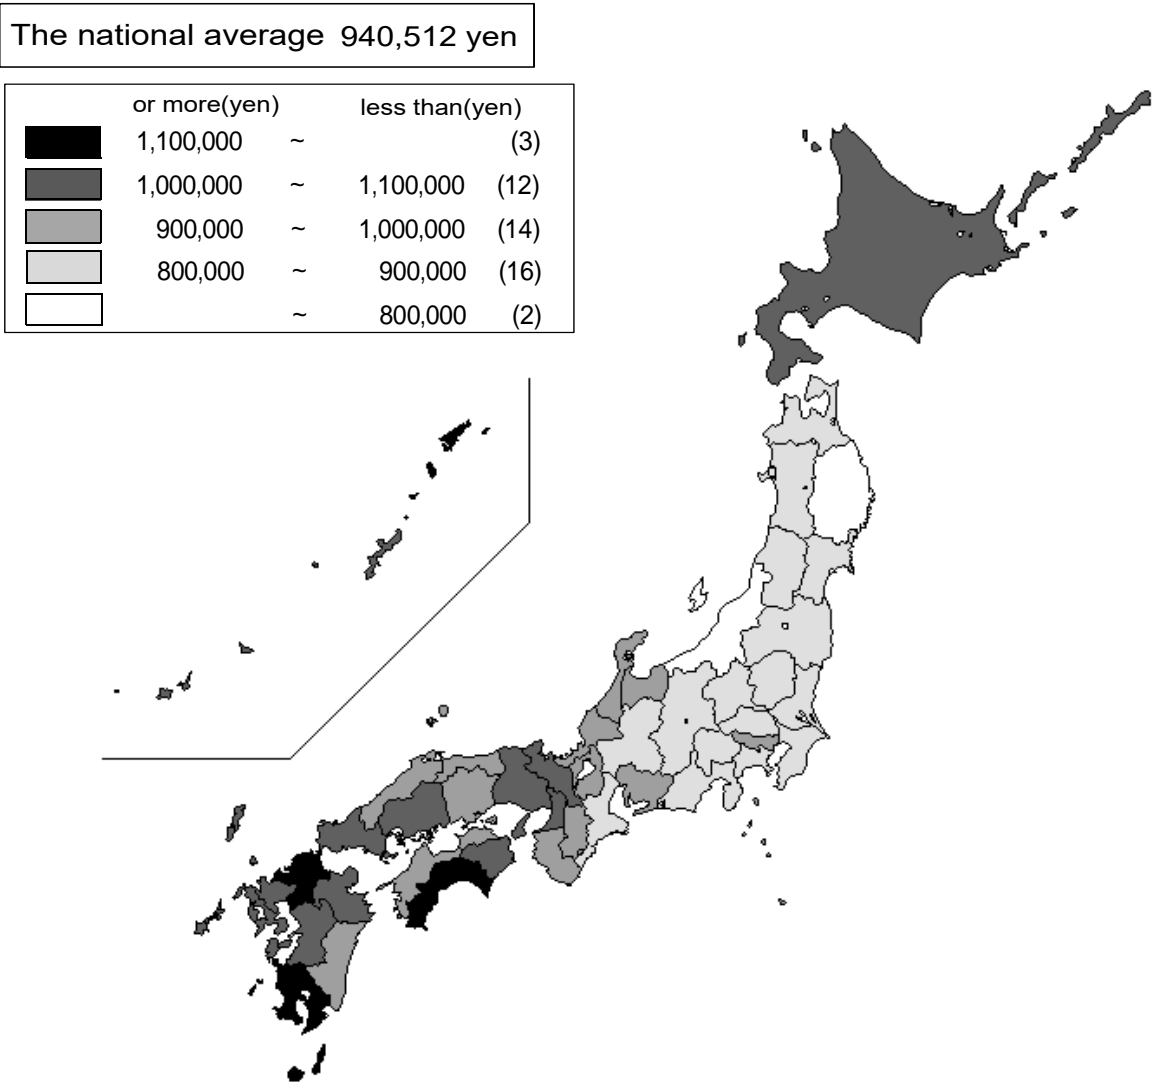 The national average 940,512 yen
or more(yen) less than(yen)
1,100,000 ~ (3)
1,000,000 ~ 1,100,000 (12)
900,000 ~ 1,000,000 (14)
800,000 ~ 900,000 (16)
~ 800,000 (2)